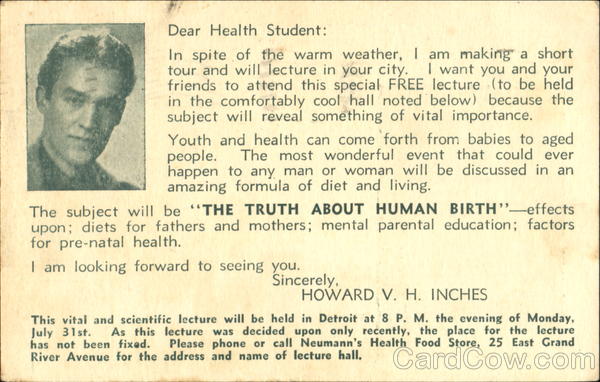 Dear Health Student:
In spite of the warm weather, I am making a short
tour and will lecture in your city. I want you and your
friends to attend this special FREE lecture (to be held
in the comfortably cool hall noted below) because the
subject will reveal something of vital importance.
Youth and health can come forth from babies to aged
people. The most wonderful event that could ever
happen to any man or woman will be discussed in an
amazing formula of diet and living.
The subject will be "THE TRUTH ABOUT HUMAN BIRTH"—effects
upon; diets for fathers and mothers; mental parental education; factors
for pre-natal health.
I am looking forward to seeing you.
Sincerely,
HOWARD V. H. INCHES
This vital and scientific lecture will be held in Detroit at 8 P. M. the evening of Monday,
July 31st. As this lecture was decided upon only recently, the place for the lecture
has not been fixed. Please phone or call Neumann's Health Food Store, 25 East Grand
River Avenue for the address and name of lecture hall.
CardCow.com